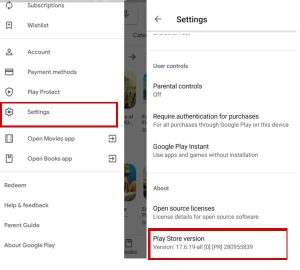 Subscriptions
Wishlist
Account
Payment methods
Play Protect
Settings
Open Movies app
Open Books app
Redeem
Help & feedback
Parent Guide
About Google Play
Settings
User controls
Parental controls
Off
Require authentication for purchases
For all purchases through Google Play on this device
Google Play Instant
Use apps and games without installation
About
Open source licenses
License details for open source software
Play Store version
Version: 17.6.19-all [0] [PR] 280955839